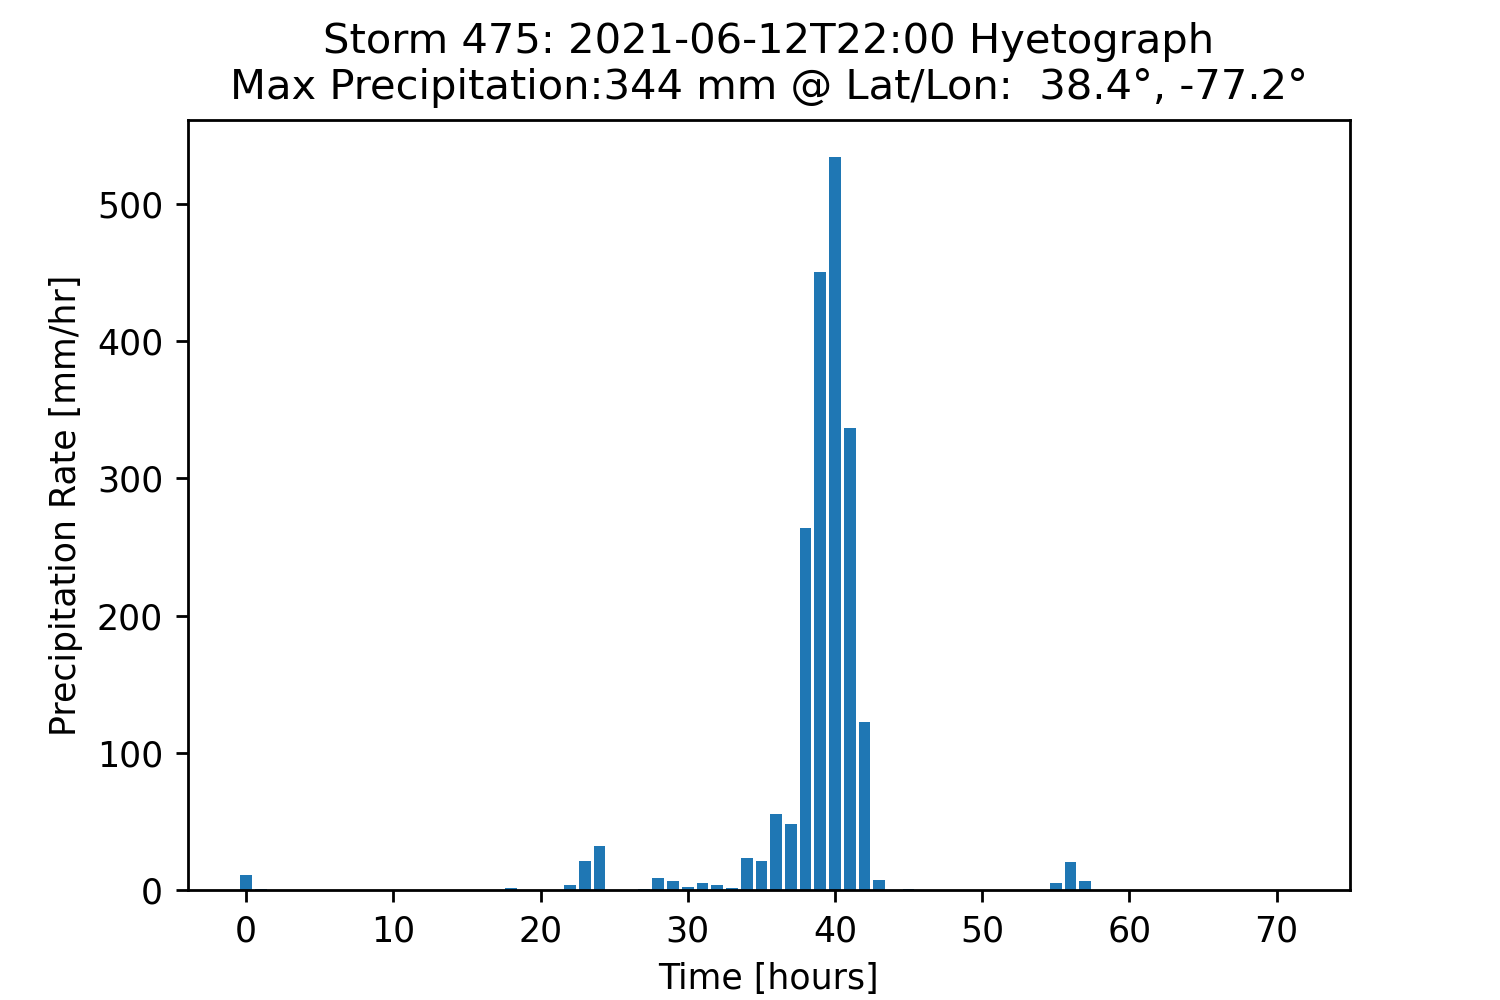 Storm 475: 2021-06-12T22:00 Hyetograph
Max Precipitation:344 mm @ Lat/Lon:  38.4°, -77.2°
Precipitation Rate [mm/hr]
500
400
300
200
100
0
0 10 20 30 40 50 60 70
Time [hours]